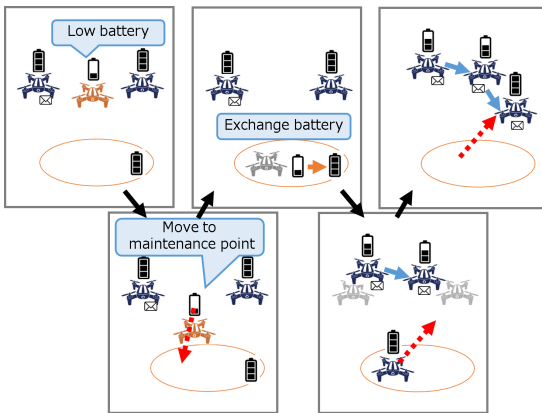 Low battery
Move to
maintenance point
Exchange battery